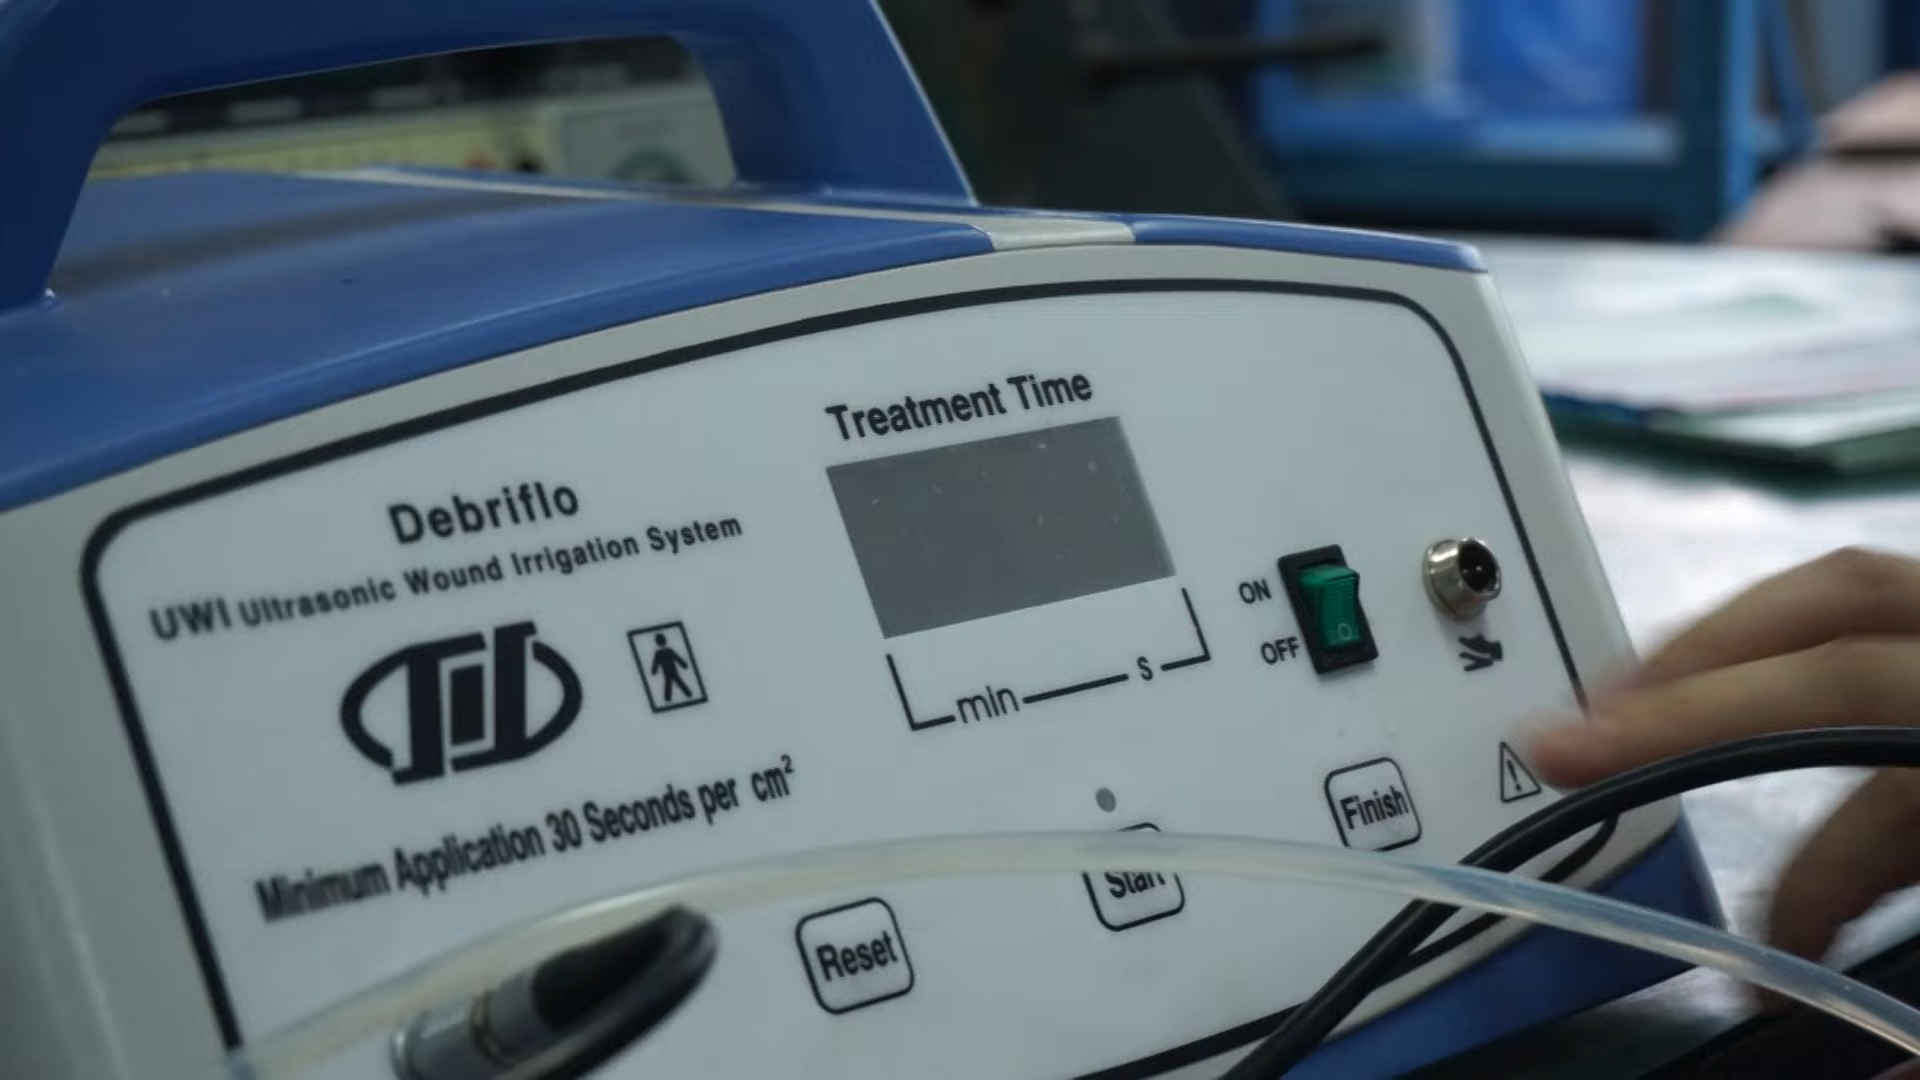 Treatment Time
Debriflo
UWI Ultrasonic Wound Irrigation System
ON
OFF
min s
Minimum Application 30 Seconds per cm²
Finish
Start
Reset